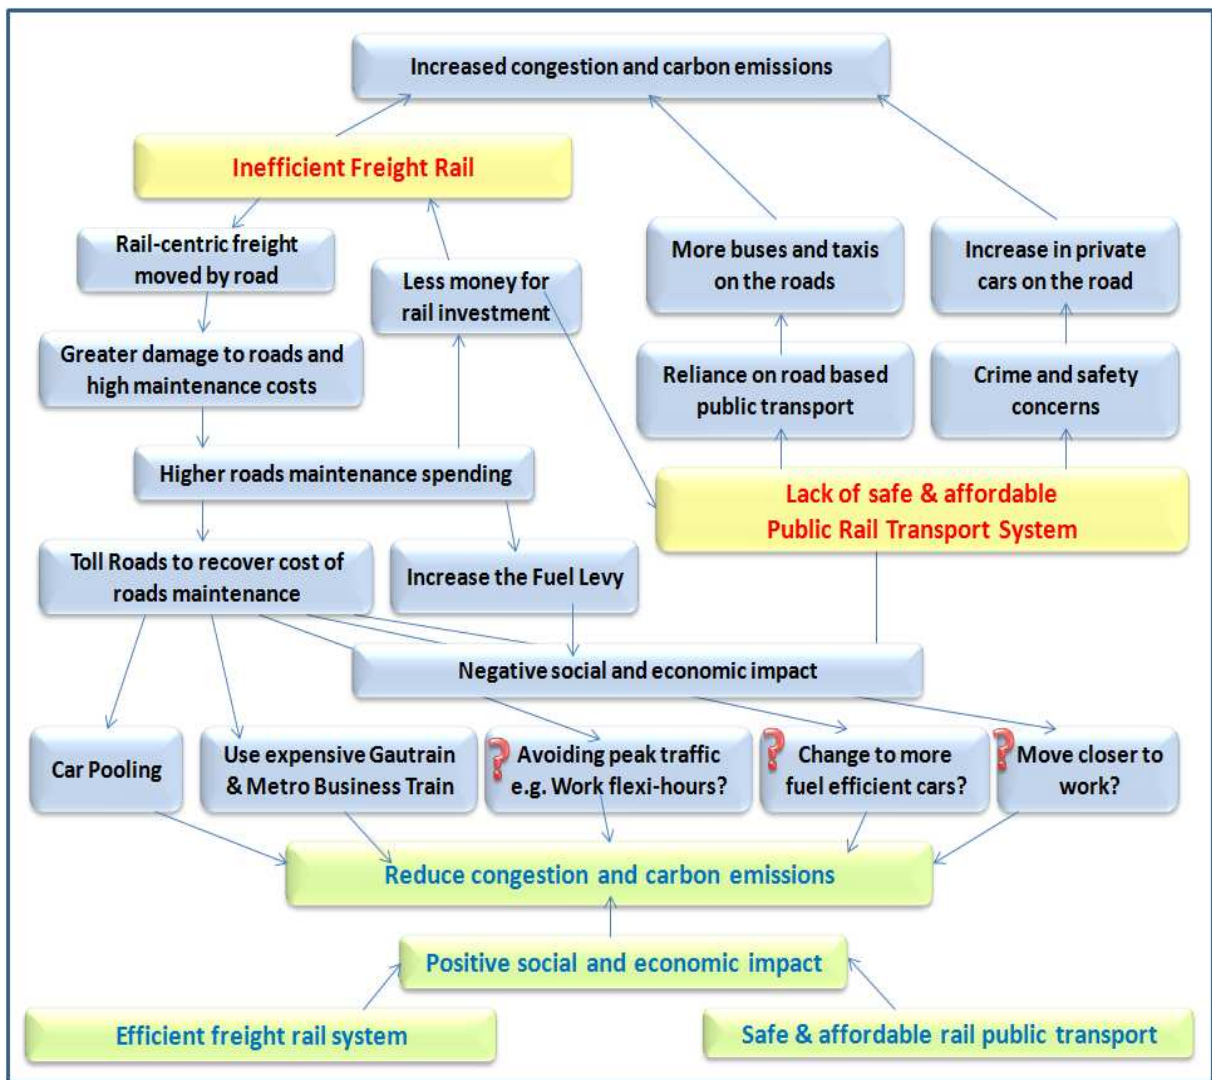 Increased congestion and carbon emissions
Inefficient Freight Rail
Rail-centric freight
moved by road
Less money for
rail investment
More buses and taxis
on the roads
Increase in private
cars on the road
Greater damage to roads and
high maintenance costs
Reliance on road based
public transport
Crime and safety
concerns
Higher roads maintenance spending
Lack of safe & affordable
Public Rail Transport System
Toll Roads to recover cost of
roads maintenance
Increase the Fuel Levy
Negative social and economic impact
Car Pooling
Use expensive Gautrain
& Metro Business Train
? Avoiding peak traffic
e.g. Work flexi-hours?
? Change to more
fuel efficient cars?
? Move closer to
work?
Reduce congestion and carbon emissions
Positive social and economic impact
Efficient freight rail system
Safe & affordable rail public transport